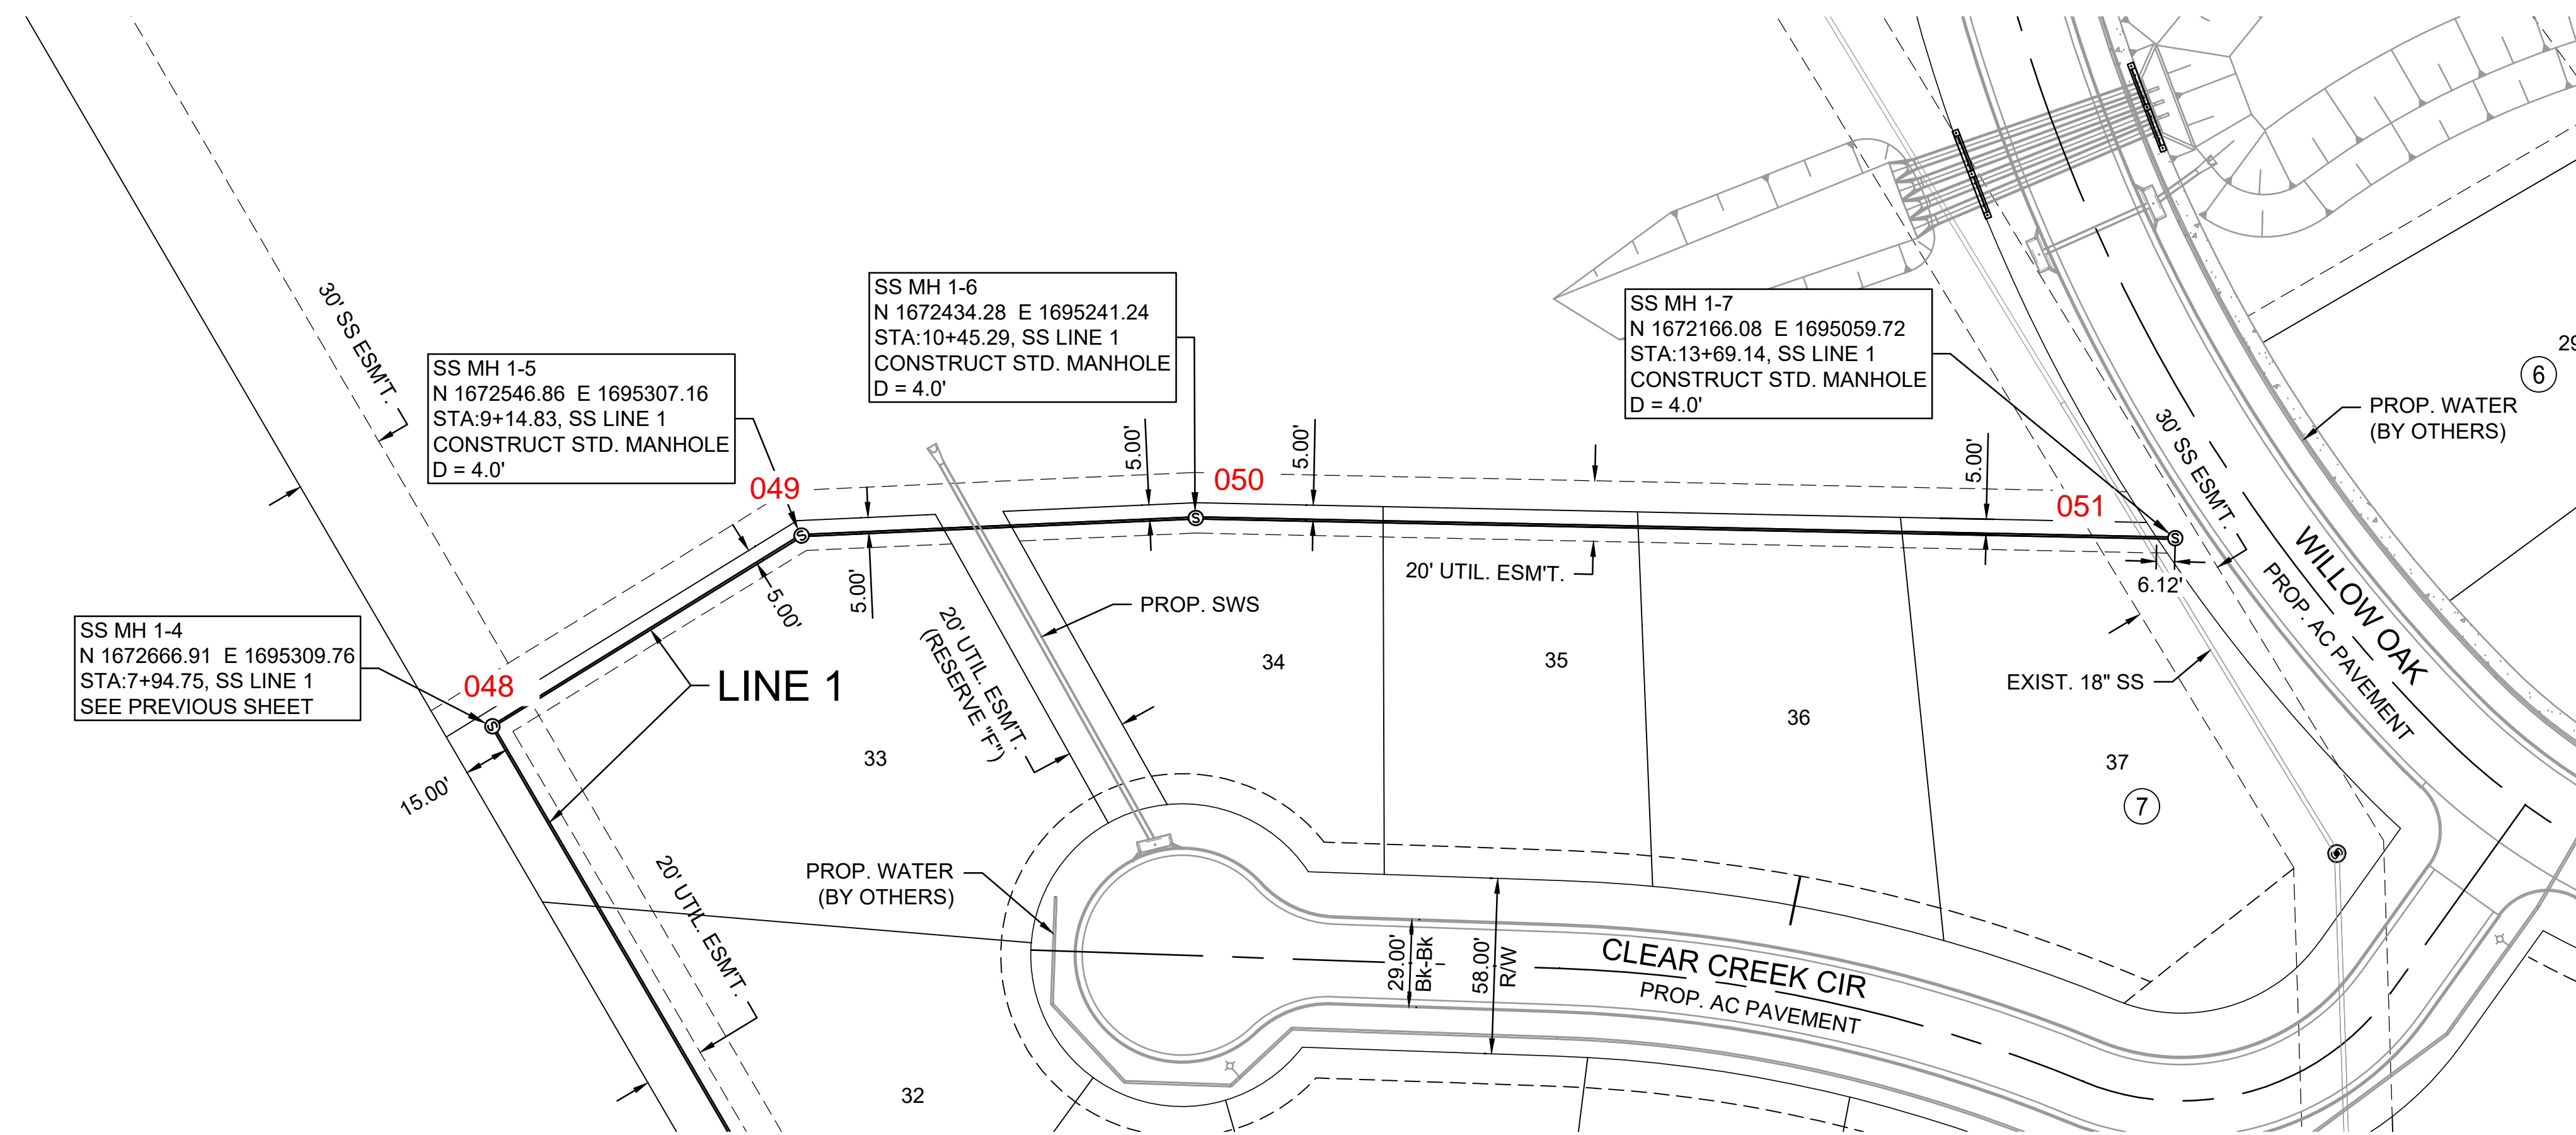 30' SS ESM'T.
SS MH 1-6
N 1672434.28 E 1695241.24
STA:10+45.29, SS LINE 1
CONSTRUCT STD. MANHOLE
D = 4.0'
SS MH 1-7
N 1672166.08 E 1695059.72
STA:13+69.14, SS LINE 1
CONSTRUCT STD. MANHOLE
D = 4.0'
SS MH 1-5
N 1672546.86 E 1695307.16
STA:9+14.83, SS LINE 1
CONSTRUCT STD. MANHOLE
D = 4.0'
29
6
PROP. WATER
(BY OTHERS)
5.00'
5.00'
5.00'
30' SS ESM'T.
049
050
051
5.00'
5.00'
20' UTIL. ESM'T.
6.12'
WILLOW OAK
PROP. AC PAVEMENT
SS MH 1-4
N 1672666.91 E 1695309.76
STA:7+94.75, SS LINE 1
SEE PREVIOUS SHEET
048
LINE 1
20' UTIL. ESM'T.
(RESERVE "F")
PROP. SWS
34
35
36
EXIST. 18" SS
33
37
7
15.00'
20' UTIL. ESM'T.
PROP. WATER
(BY OTHERS)
29.00'
Bk-Bk
58.00'
R/W
CLEAR CREEK CIR
PROP. AC PAVEMENT
32